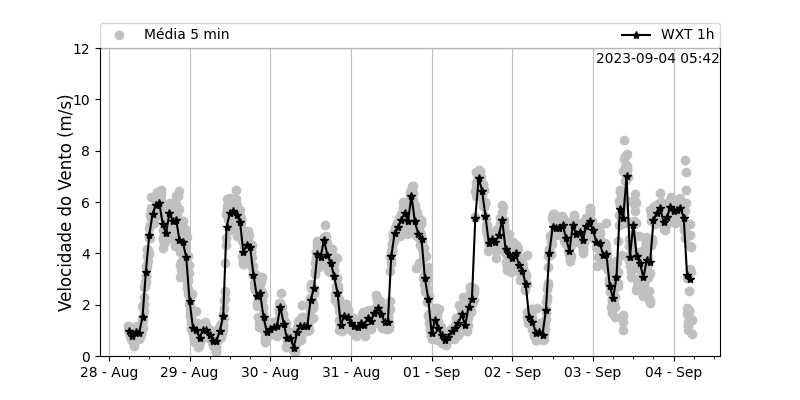 Média 5 min
WXT 1h
2023-09-04 05:42
Velocidade do Vento (m/s)
12
10
8
6
4
2
0
28 - Aug 29 - Aug 30 - Aug 31 - Aug 01 - Sep 02 - Sep 03 - Sep 04 - Sep